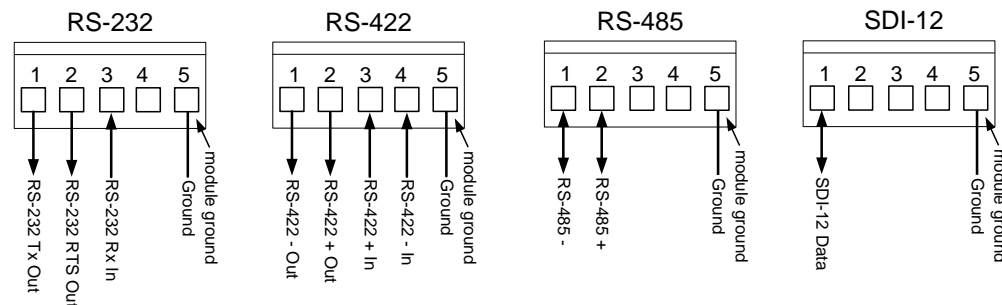 RS-232
1 2 3 4 5
RS-232 Tx Out
RS-232 RTS Out
RS-232 Rx In
Ground
module ground
RS-422
1 2 3 4 5
RS-422 - Out
RS-422 + Out
RS-422 + In
RS-422 - In
Ground
module ground
RS-485
1 2 3 4 5
RS-485 -
RS-485 +
Ground
module ground
SDI-12
1 2 3 4 5
SDI-12 Data
Ground
module ground